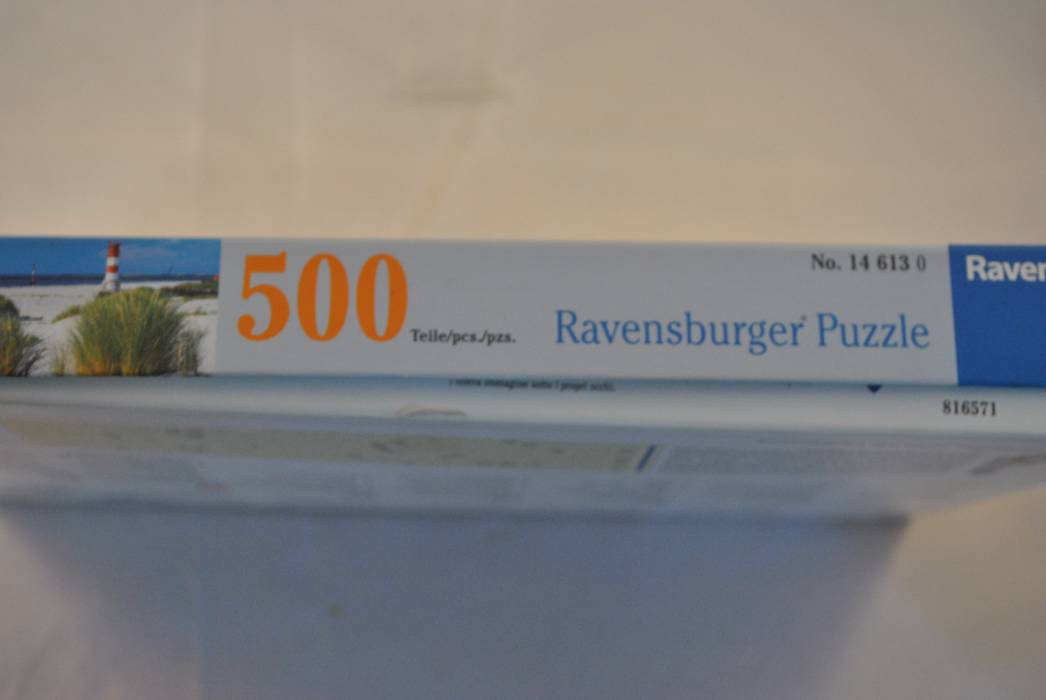 500 Teile/pcs./pzs.
No. 14 613 0
Ravensburger® Puzzle
Raven
816571